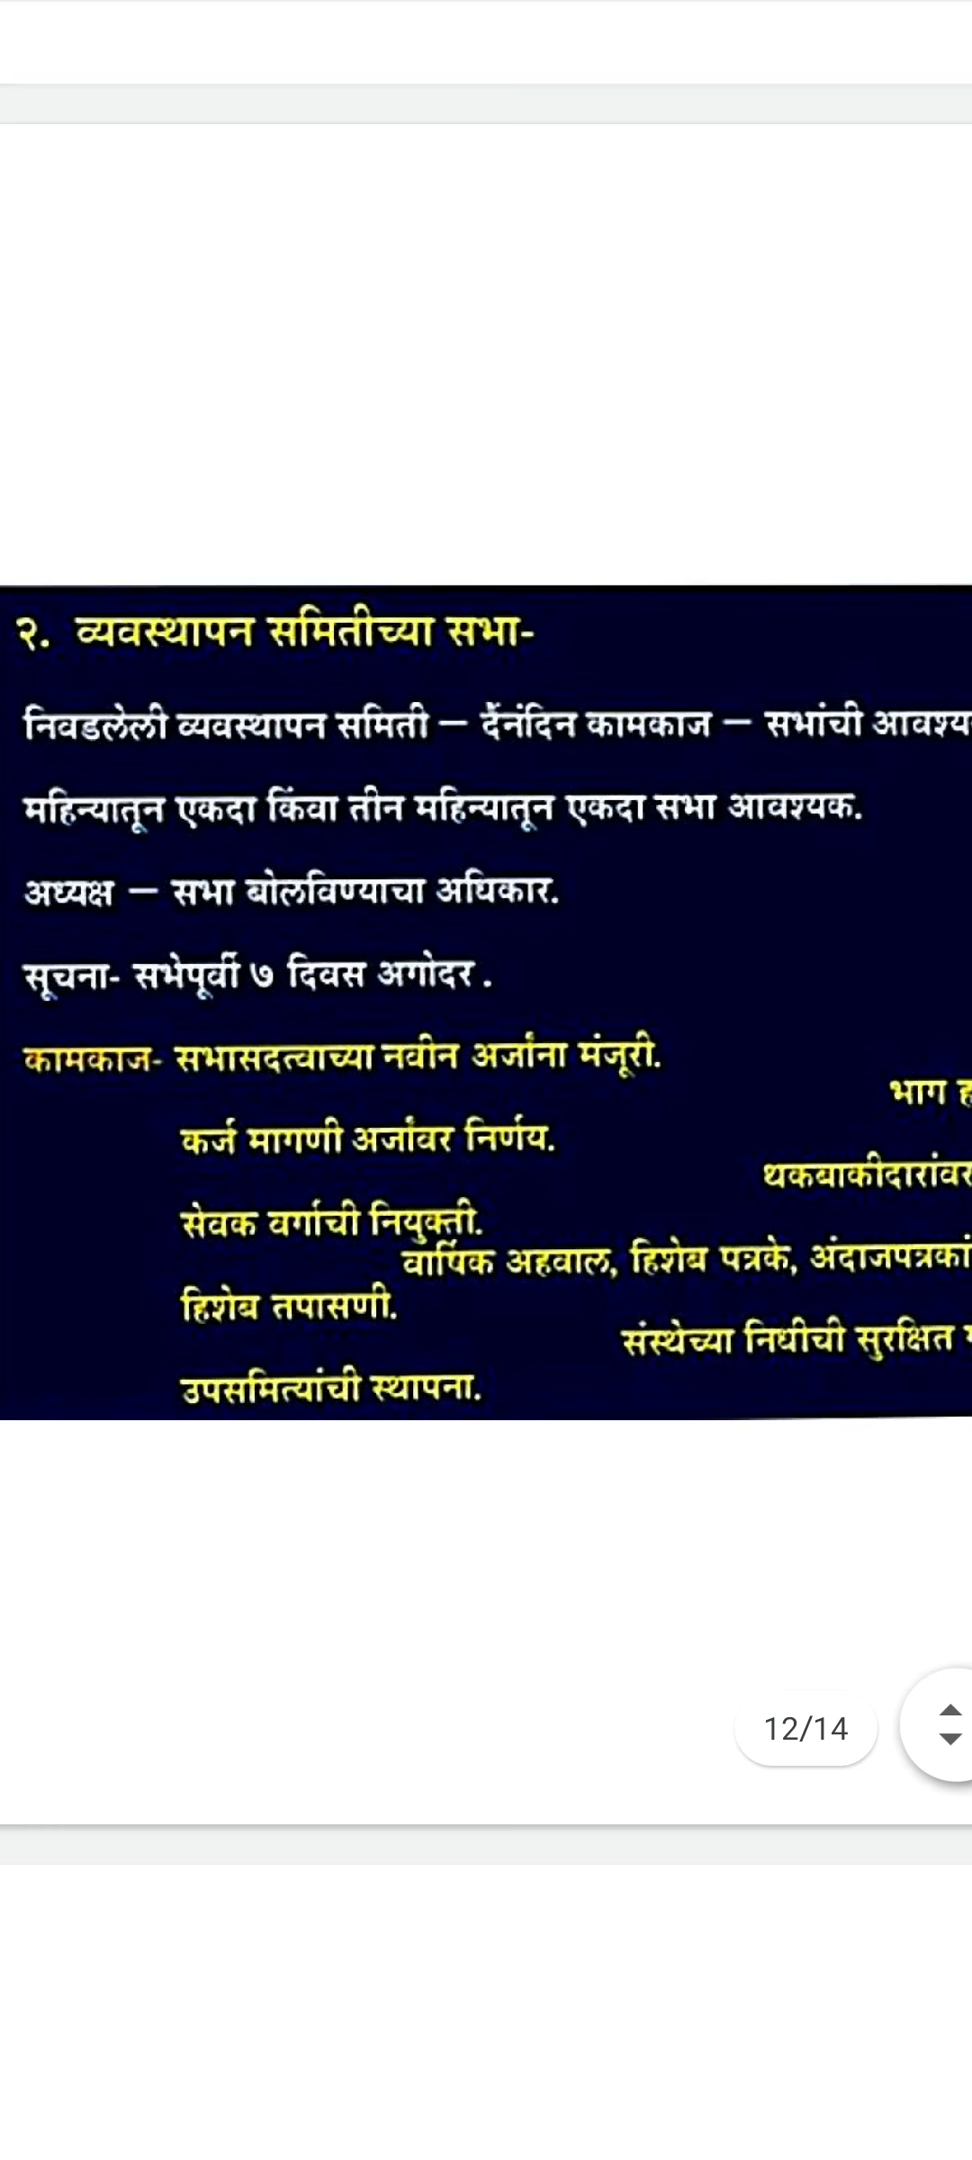 २. व्यवस्थापन समितीच्या सभा-
निवडलेली व्यवस्थापन समिती – दैंनंदिन कामकाज – सभांची
महिन्यातून एकदा किंवा तीन महिन्यातून एकदा सभा आवश्यक.
अध्यक्ष – सभा बोलविण्याचा अधिकार.
सूचना- सभेपूर्वी ७ दिवस अगोदर .
कामकाज- सभासदत्वाच्या नवीन अर्जांना मंजूरी.
भाग
कर्ज मागणी अर्जांवर निर्णय.
थकबाकीदारांवर
सेवक वर्गाची नियुक्ती.
वार्षिक अहवाल, हिशेब पत्रके,
हिशेब तपासणी.
संस्थेच्या निधीची सुरक्षित
उपसमित्यांची स्थापना.
12/14